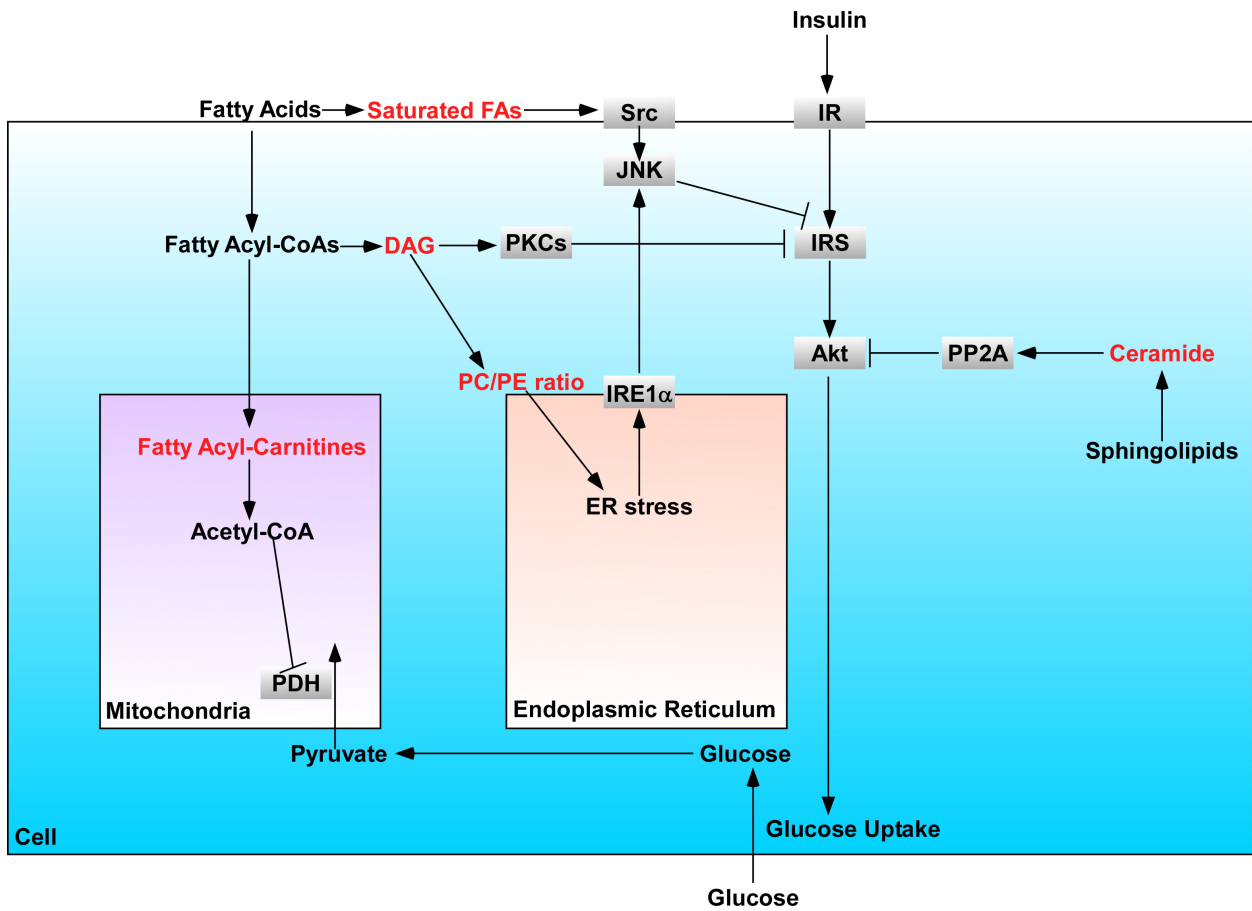 Insulin
Fatty Acids
Saturated FAs
Src
IR
JNK
Fatty Acyl-CoAs
DAG
PKCs
IRS
Akt
PP2A
Ceramide
PC/PE ratio
IRE1α
Fatty Acyl-Carnitines
Sphingolipids
ER stress
Acetyl-CoA
PDH
Mitochondria
Endoplasmic Reticulum
Pyruvate
Glucose
Glucose Uptake
Cell
Glucose